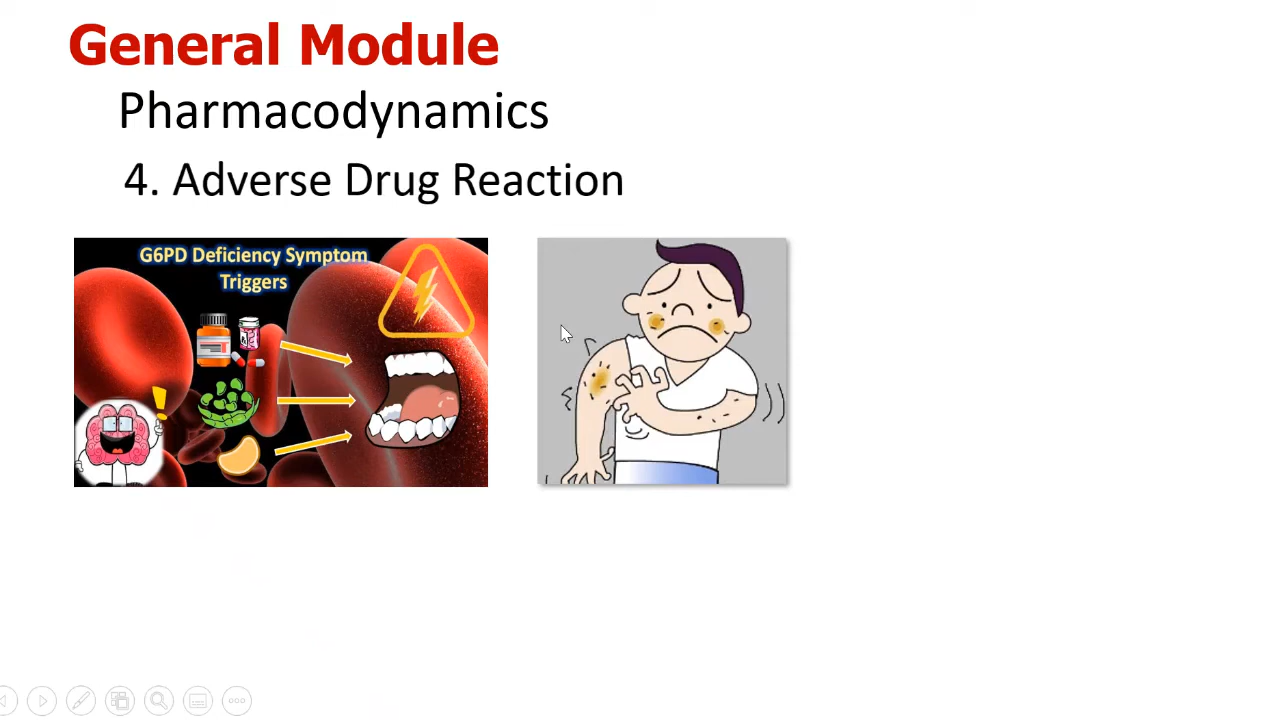 General Module
Pharmacodynamics
4. Adverse Drug Reaction
G6PD Deficiency Symptom
Triggers